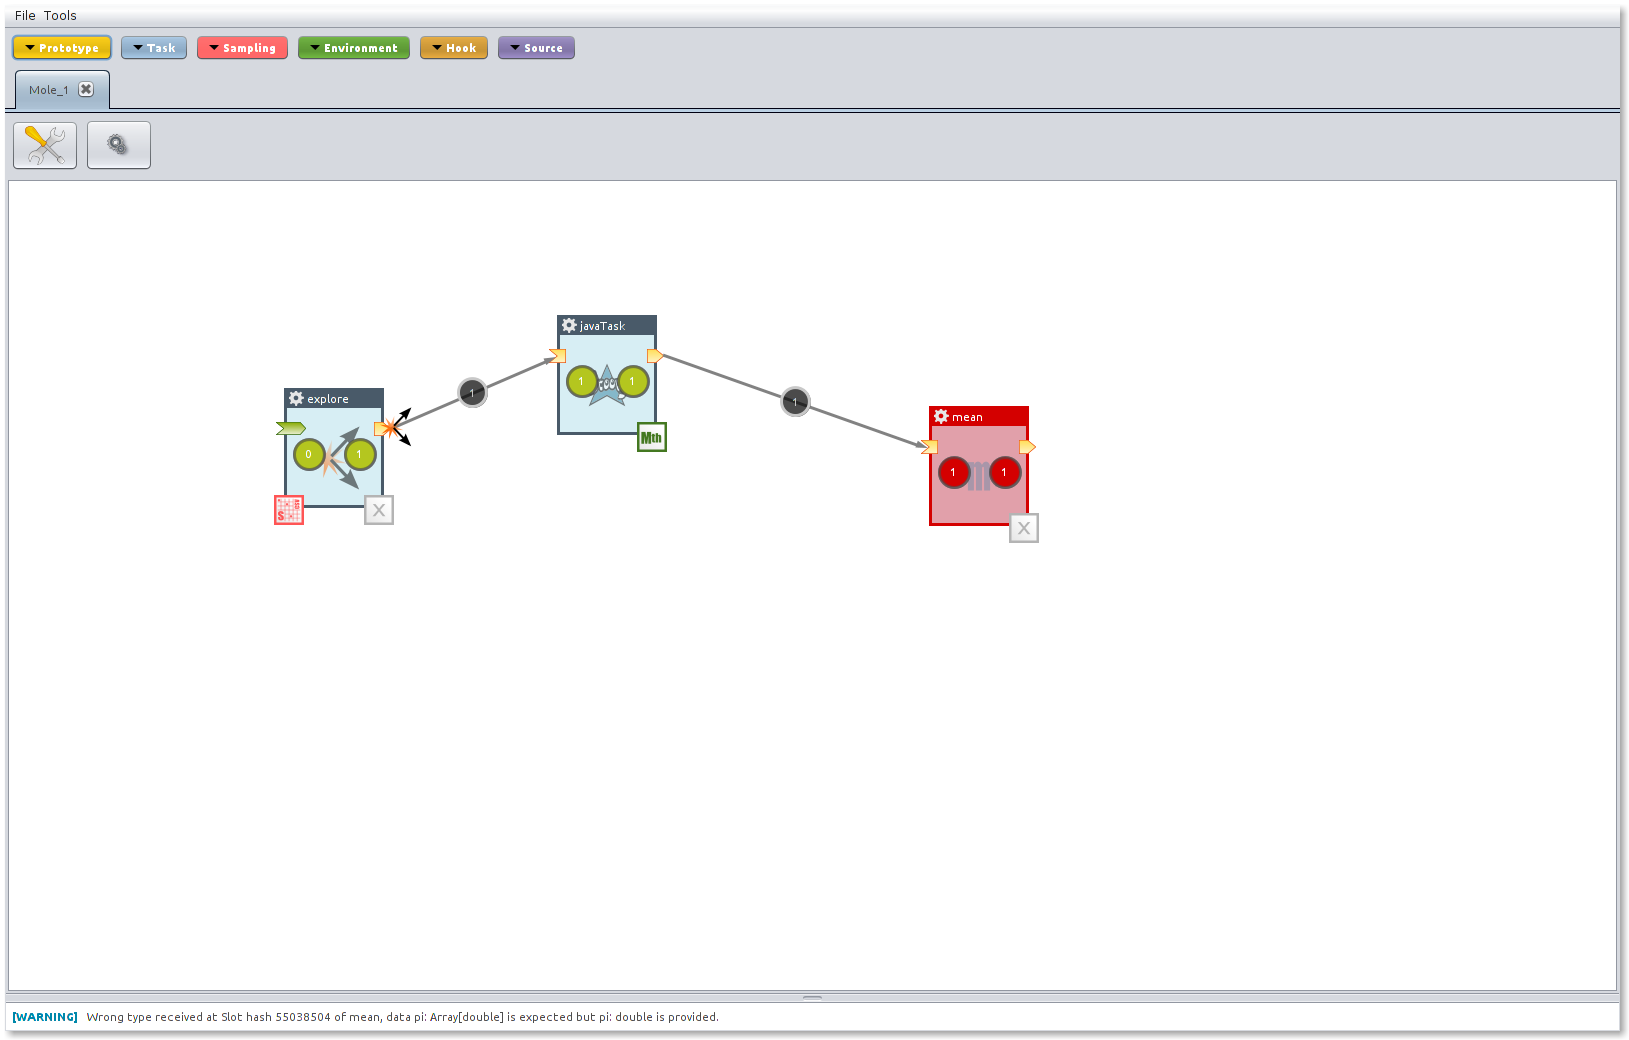 File Tools
Prototype Task Sampling Environment Hook Source
Mole_1
javaTask
1 1
Mth
explore
0 1
S
X
1
1
mean
1 1
X
[WARNING] Wrong type received at Slot hash 55038504 of mean, data pi: Array[double] is expected but pi: double is provided.